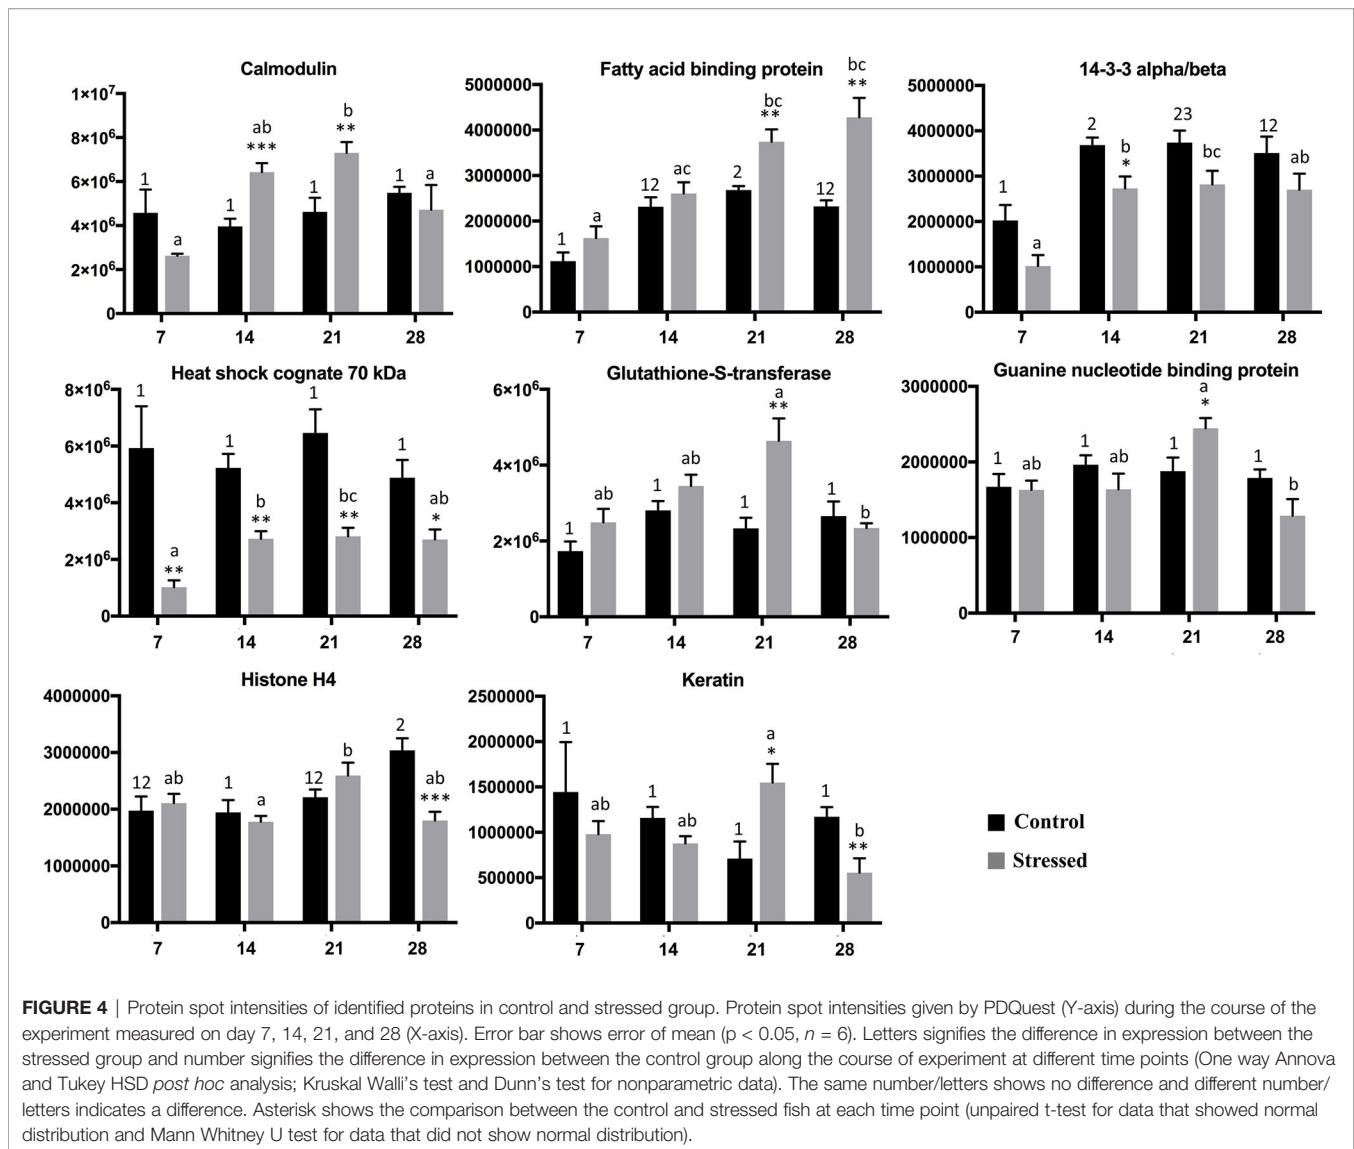 Calmodulin
1×10⁷
8×10⁶
6×10⁶
4×10⁶
2×10⁶
0
1 a 1 ab *** 1 b ** 1 a
7 14 21 28
Fatty acid binding protein
5000000
4000000
3000000
2000000
1000000
0
1 a 12 ac 2 bc ** 12 bc **
7 14 21 28
14-3-3 alpha/beta
5000000
4000000
3000000
2000000
1000000
0
1 a 2 b * 23 bc 12 ab
7 14 21 28
Heat shock cognate 70 kDa
8×10⁶
6×10⁶
4×10⁶
2×10⁶
0
1 a ** 1 b ** 1 bc ** 1 ab *
7 14 21 28
Glutathione-S-transferase
6×10⁶
4×10⁶
2×10⁶
0
1 ab 1 ab 1 a ** 1 b
7 14 21 28
Guanine nucleotide binding protein
3000000
2000000
1000000
0
1 ab 1 ab 1 a * 1 b
7 14 21 28
Histone H4
4000000
3000000
2000000
1000000
0
12 ab 1 a 12 b 2 ab ***
7 14 21 28
Keratin
2500000
2000000
1500000
1000000
500000
0
1 ab 1 ab 1 a * 1 b **
7 14 21 28
Control
Stressed
FIGURE 4 | Protein spot intensities of identified proteins in control and stressed group. Protein spot intensities given by PDQuest (Y-axis) during the course of the
experiment measured on day 7, 14, 21, and 28 (X-axis). Error bar shows error of mean (p < 0.05, n = 6). Letters signifies the difference in expression between the
stressed group and number signifies the difference in expression between the control group along the course of experiment at different time points (One way Annova
and Tukey HSD post hoc analysis; Kruskal Walli's test and Dunn's test for nonparametric data). The same number/letters shows no difference and different number/
letters indicates a difference. Asterisk shows the comparison between the control and stressed fish at each time point (unpaired t-test for data that showed normal
distribution and Mann Whitney U test for data that did not show normal distribution).